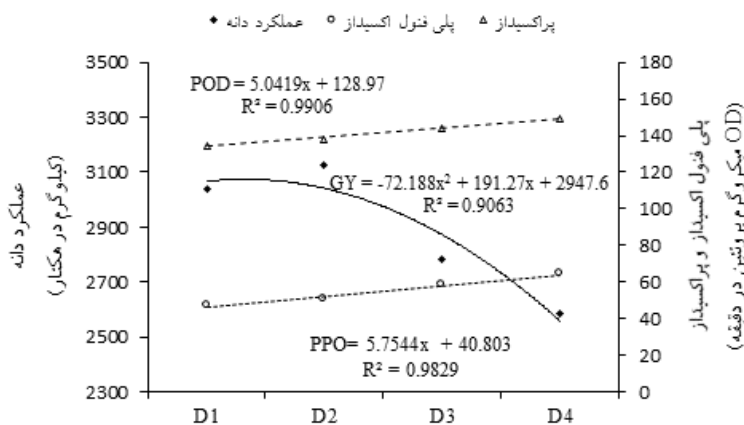 عملکرد دانه پلی فنول اکسیداز پراکسیداز
3500
3300
3100
2900
2700
2500
2300
عملکرد دانه
(کیلوگرم در هکتار)
POD = 5.0419x + 128.97
R² = 0.9906
GY = -72.188x² + 191.27x + 2947.6
R² = 0.9063
PPO= 5.7544x + 40.803
R² = 0.9829
180
160
140
120
100
80
60
40
20
0
پلی فنول اکسیداز و پراکسیداز
(OD میکروگرم پروتئین در دقیقه)
D1 D2 D3 D4